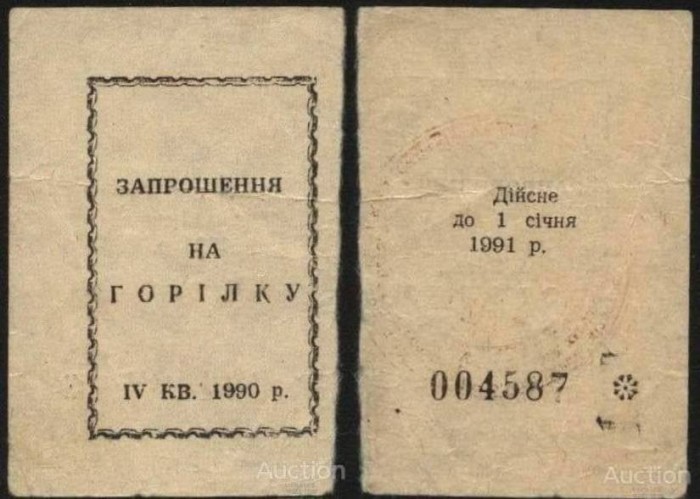 ЗАПРОШЕННЯ
НА
ГОРІЛКУ
IV КВ. 1990 р.
Дійсне
до 1 січня
1991 р.
004587
Auction
Auction